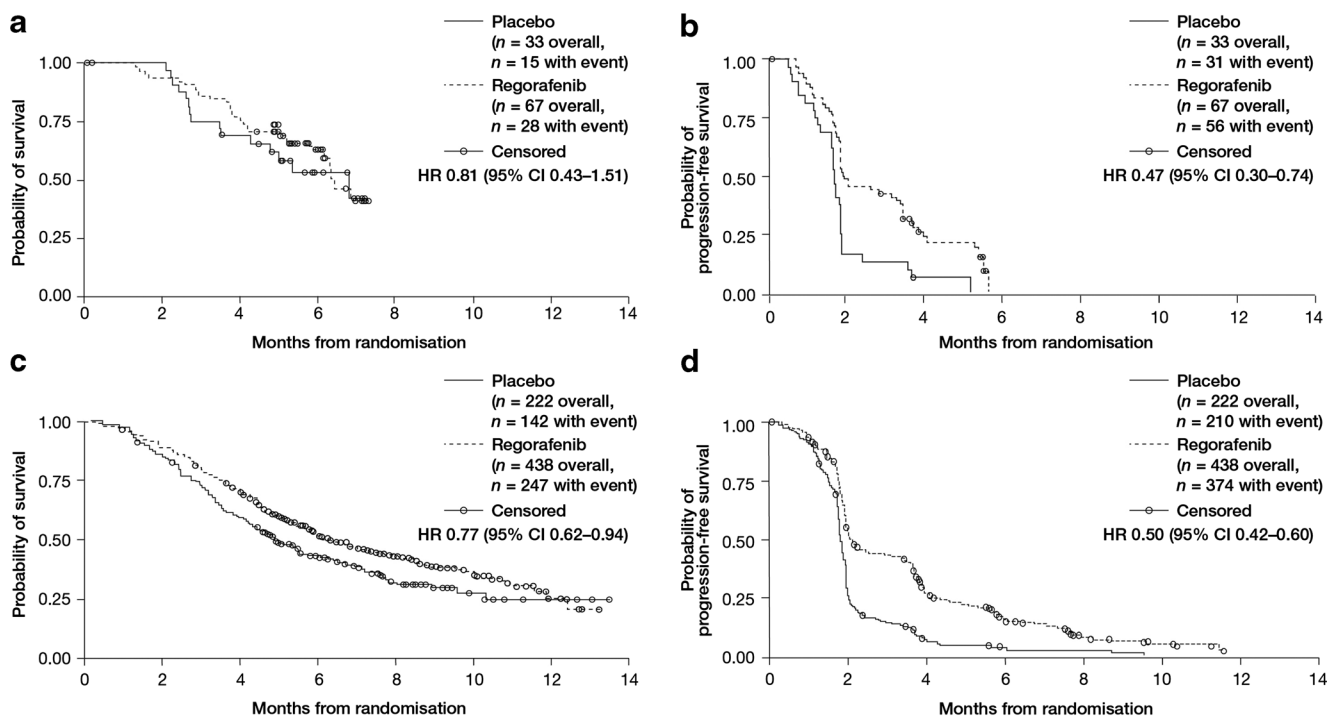 a
Placebo
(n = 33 overall,
n = 15 with event)
Regorafenib
(n = 67 overall,
n = 28 with event)
Censored
HR 0.81 (95% CI 0.43–1.51)
Probability of survival
1.00
0.75
0.50
0.25
0.00
0 2 4 6 8 10 12 14
Months from randomisation
b
Placebo
(n = 33 overall,
n = 31 with event)
Regorafenib
(n = 67 overall,
n = 56 with event)
Censored
HR 0.47 (95% CI 0.30–0.74)
Probability of
progression-free survival
1.00
0.75
0.50
0.25
0.00
0 2 4 6 8 10 12 14
Months from randomisation
c
Placebo
(n = 222 overall,
n = 142 with event)
Regorafenib
(n = 438 overall,
n = 247 with event)
Censored
HR 0.77 (95% CI 0.62–0.94)
Probability of survival
1.00
0.75
0.50
0.25
0.00
0 2 4 6 8 10 12 14
Months from randomisation
d
Placebo
(n = 222 overall,
n = 210 with event)
Regorafenib
(n = 438 overall,
n = 374 with event)
Censored
HR 0.50 (95% CI 0.42–0.60)
Probability of
progression-free survival
1.00
0.75
0.50
0.25
0.00
0 2 4 6 8 10 12 14
Months from randomisation